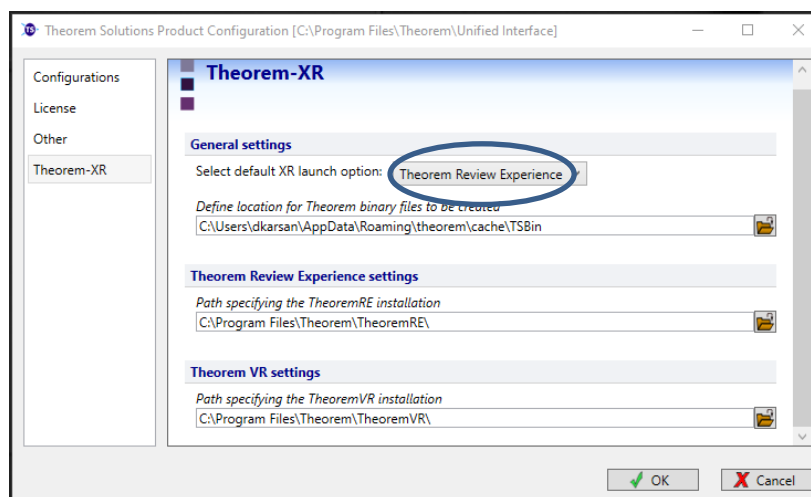 Theorem Solutions Product Configuration [C:\Program Files\Theorem\Unified Interface]
Configurations
License
Other
Theorem-XR
Theorem-XR
General settings
Select default XR launch option: Theorem Review Experience
Define location for Theorem binary files to be created
C:\Users\dkarsan\AppData\Roaming\theorem\cache\TSBin
Theorem Review Experience settings
Path specifying the TheoremRE installation
C:\Program Files\Theorem\TheoremRE\
Theorem VR settings
Path specifying the TheoremVR installation
C:\Program Files\Theorem\TheoremVR\
OK
Cancel